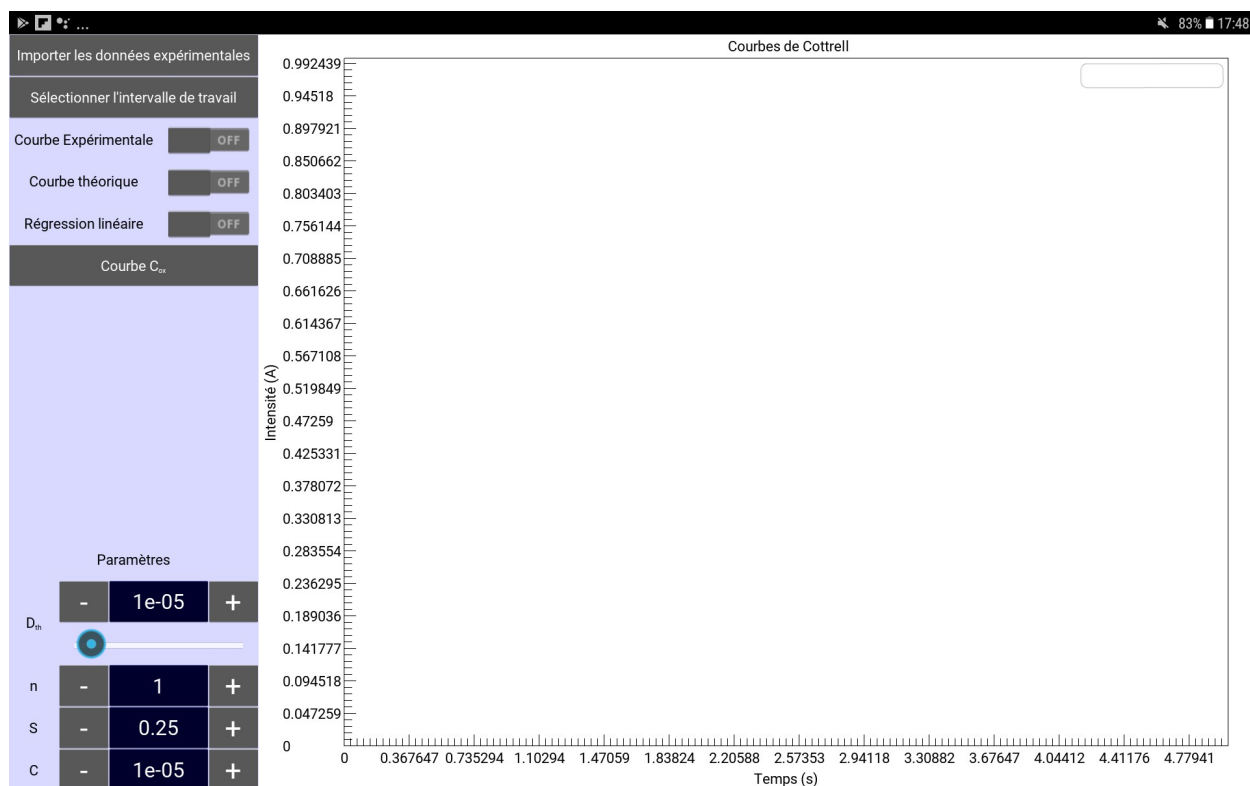 ...
83% 17:48
Importer les données expérimentales
Sélectionner l'intervalle de travail
Courbe Expérimentale OFF
Courbe théorique OFF
Régression linéaire OFF
Courbe Cₒₓ
Paramètres
Dₜₕ
- 1e-05 +
n - 1 +
S - 0.25 +
C - 1e-05 +
Courbes de Cottrell
Intensité (A)
0.992439
0.94518
0.897921
0.850662
0.803403
0.756144
0.708885
0.661626
0.614367
0.567108
0.519849
0.47259
0.425331
0.378072
0.330813
0.283554
0.236295
0.189036
0.141777
0.094518
0.047259
0
0 0.367647 0.735294 1.10294 1.47059 1.83824 2.20588 2.57353 2.94118 3.30882 3.67647 4.04412 4.41176 4.77941
Temps (s)